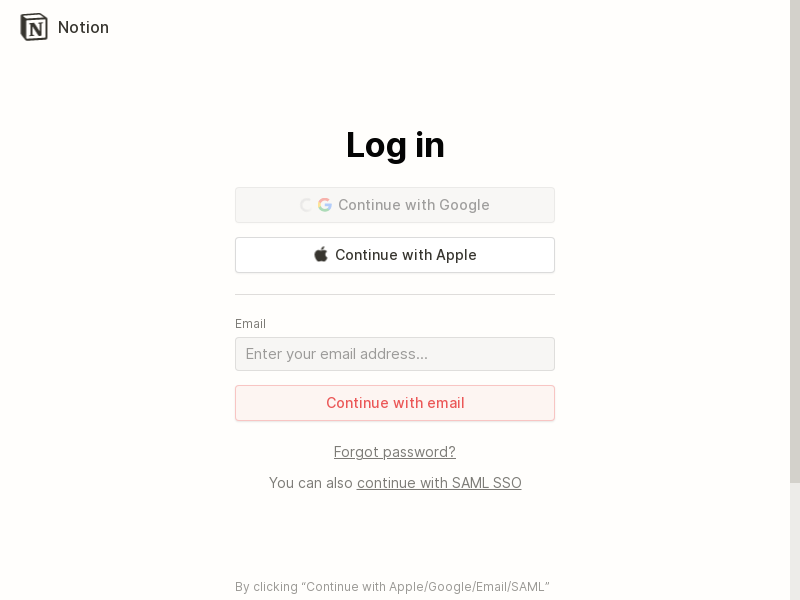 Notion
Log in
Continue with Google
Continue with Apple
Email
Enter your email address...
Continue with email
Forgot password?
You can also continue with SAML SSO
By clicking “Continue with Apple/Google/Email/SAML”